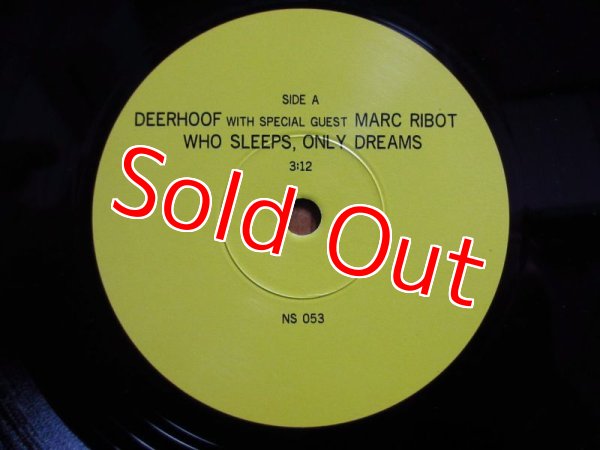 SIDE A
DEERHOOF WITH SPECIAL GUEST MARC RIBOT
WHO SLEEPS, ONLY DREAMS
3:12
Sold Out
NS 053